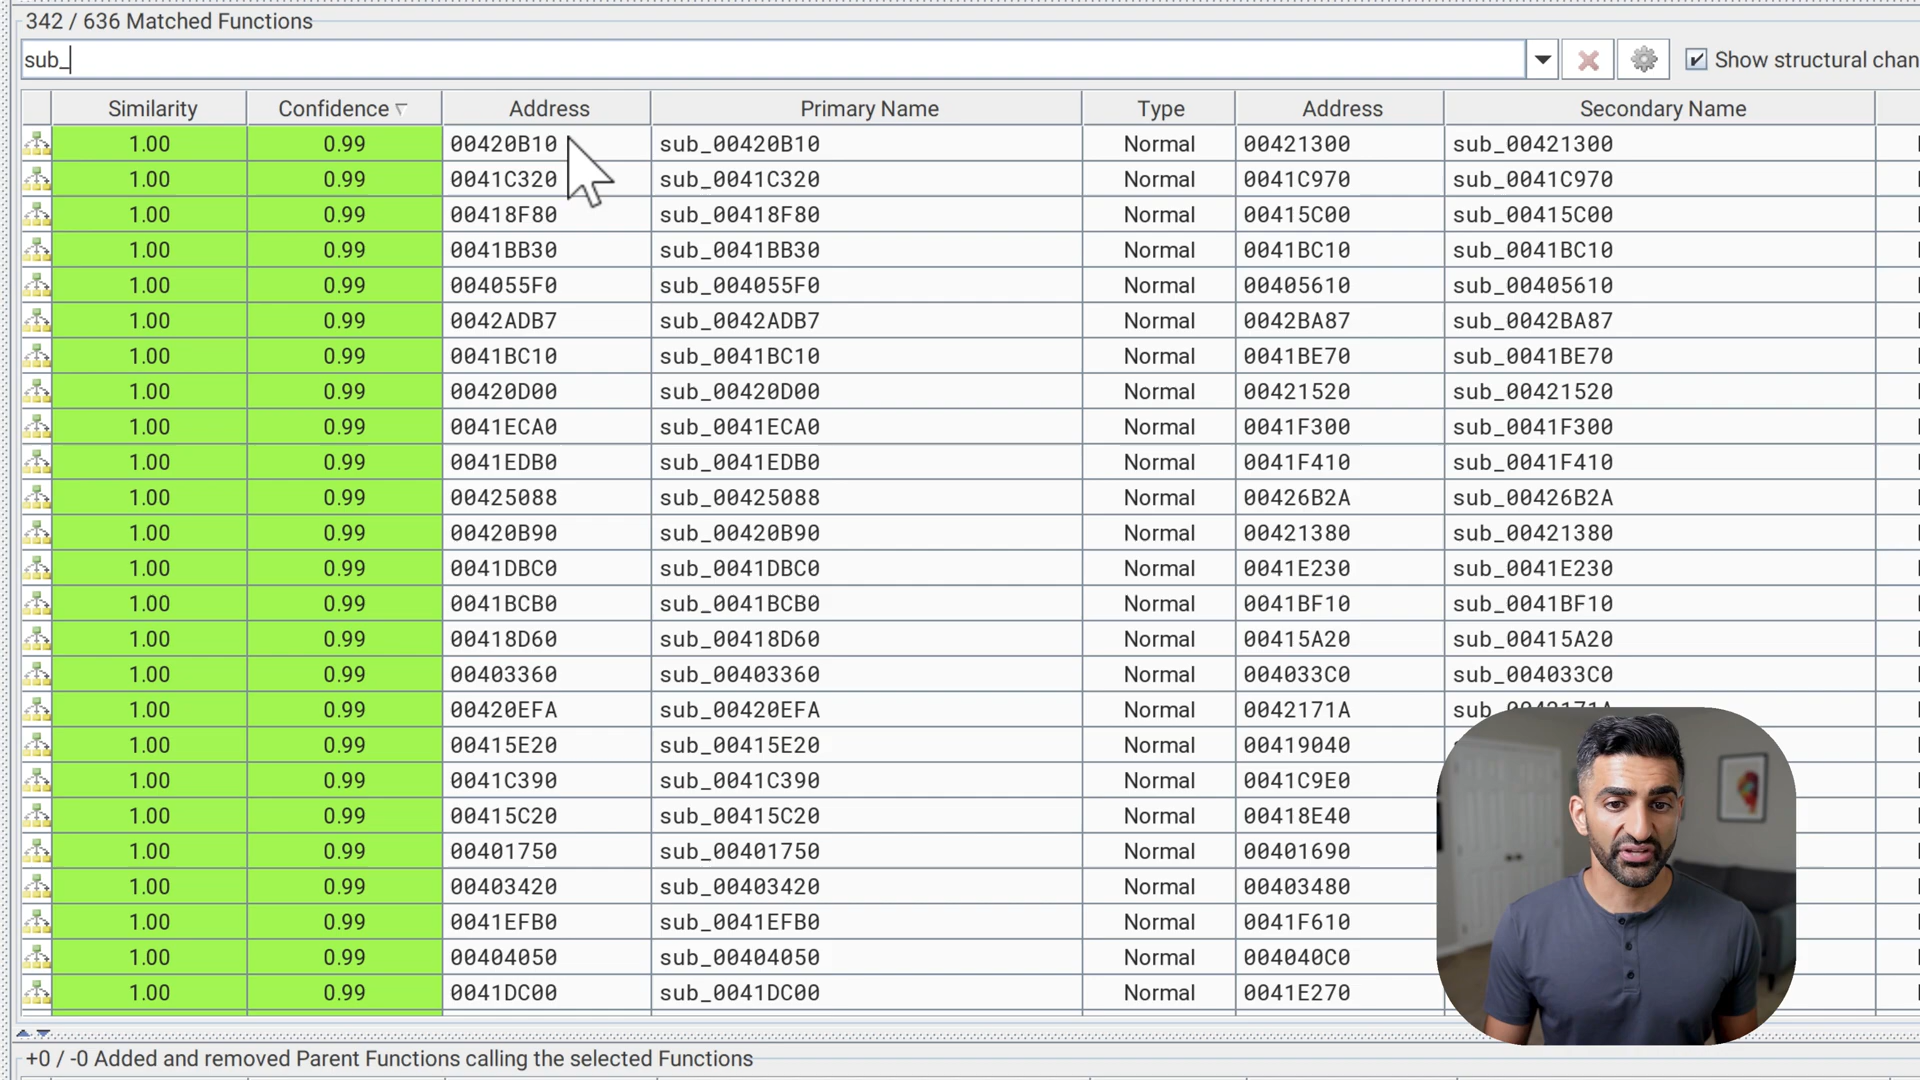 342 / 636 Matched Functions
sub_
Show structural chan
Similarity Confidence Address Primary Name Type Address Secondary Name
1.00 0.99 00420B10 sub_00420B10 Normal 00421300 sub_00421300
1.00 0.99 0041C320 sub_0041C320 Normal 0041C970 sub_0041C970
1.00 0.99 00418F80 sub_00418F80 Normal 00415C00 sub_00415C00
1.00 0.99 0041BB30 sub_0041BB30 Normal 0041BC10 sub_0041BC10
1.00 0.99 004055F0 sub_004055F0 Normal 00405610 sub_00405610
1.00 0.99 0042ADB7 sub_0042ADB7 Normal 0042BA87 sub_0042BA87
1.00 0.99 0041BC10 sub_0041BC10 Normal 0041BE70 sub_0041BE70
1.00 0.99 00420D00 sub_00420D00 Normal 00421520 sub_00421520
1.00 0.99 0041ECA0 sub_0041ECA0 Normal 0041F300 sub_0041F300
1.00 0.99 0041EDB0 sub_0041EDB0 Normal 0041F410 sub_0041F410
1.00 0.99 00425088 sub_00425088 Normal 00426B2A sub_00426B2A
1.00 0.99 00420B90 sub_00420B90 Normal 00421380 sub_00421380
1.00 0.99 0041DBC0 sub_0041DBC0 Normal 0041E230 sub_0041E230
1.00 0.99 0041BCB0 sub_0041BCB0 Normal 0041BF10 sub_0041BF10
1.00 0.99 00418D60 sub_00418D60 Normal 00415A20 sub_00415A20
1.00 0.99 00403360 sub_00403360 Normal 004033C0 sub_004033C0
1.00 0.99 00420EFA sub_00420EFA Normal 0042171A sub_0042171A
1.00 0.99 00415E20 sub_00415E20 Normal 00419040
1.00 0.99 0041C390 sub_0041C390 Normal 0041C9E0
1.00 0.99 00415C20 sub_00415C20 Normal 00418E40
1.00 0.99 00401750 sub_00401750 Normal 00401690
1.00 0.99 00403420 sub_00403420 Normal 00403480
1.00 0.99 0041EFB0 sub_0041EFB0 Normal 0041F610
1.00 0.99 00404050 sub_00404050 Normal 004040C0
1.00 0.99 0041DC00 sub_0041DC00 Normal 0041E270
+0 / -0 Added and removed Parent Functions calling the selected Functions